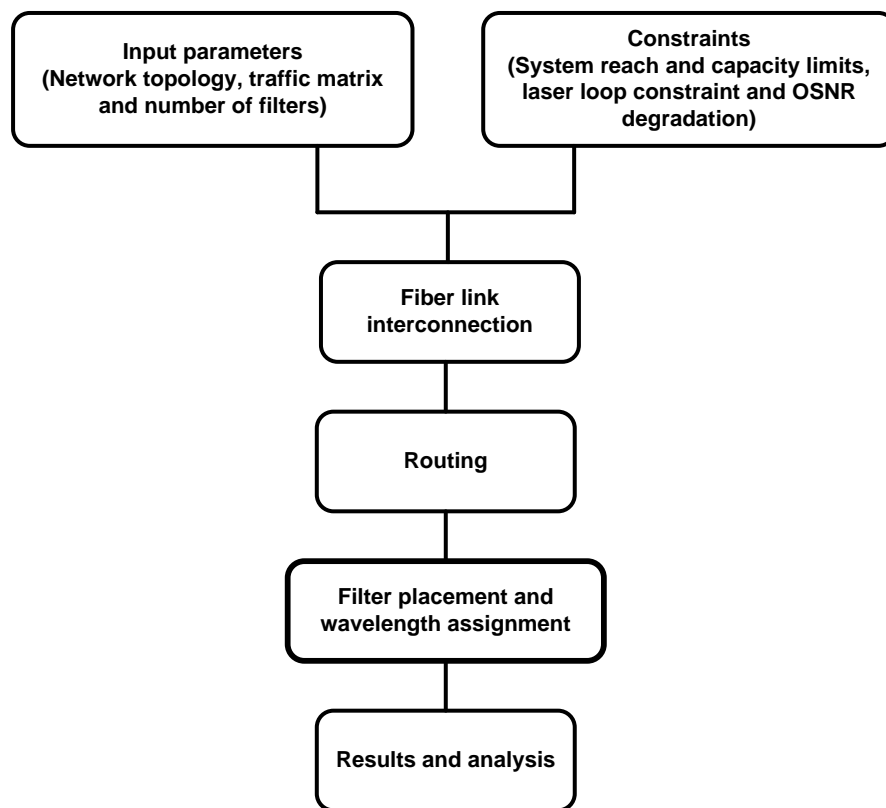 Input parameters
(Network topology, traffic matrix
and number of filters)
Constraints
(System reach and capacity limits,
laser loop constraint and OSNR
degradation)
Fiber link
interconnection
Routing
Filter placement and
wavelength assignment
Results and analysis